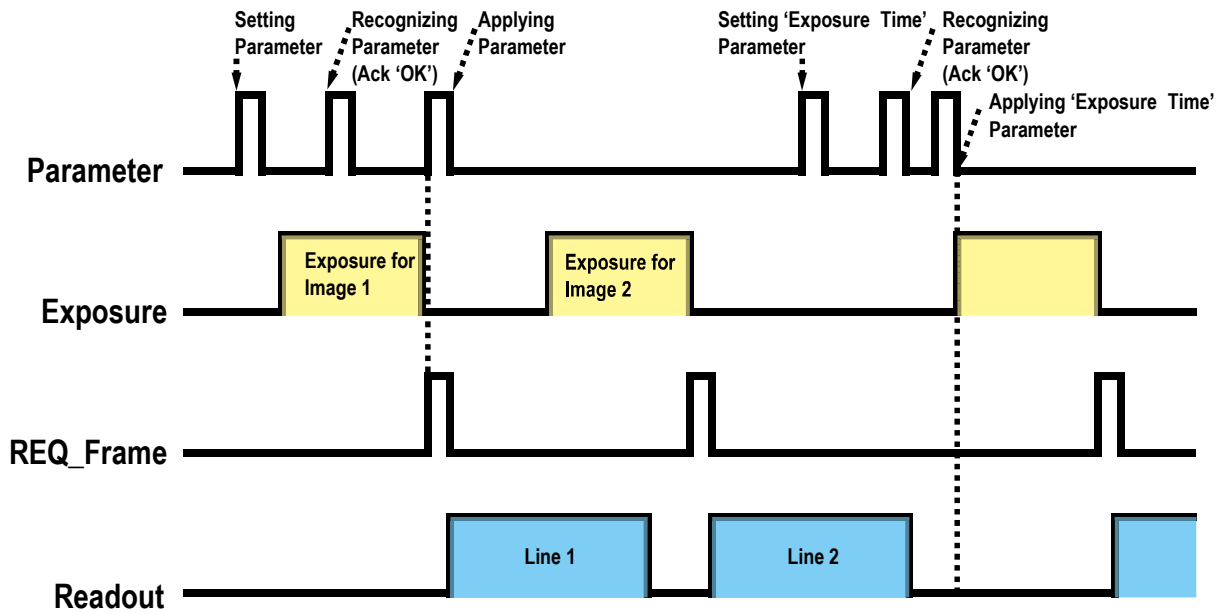 Setting
Parameter
Recognizing
Parameter
(Ack ‘OK’)
Applying
Parameter
Setting ‘Exposure Time’
Parameter
Recognizing
Parameter
(Ack ‘OK’)
Applying ‘Exposure Time’
Parameter
Parameter
Exposure for
Image 1
Exposure for
Image 2
Exposure
REQ_Frame
Line 1
Line 2
Readout